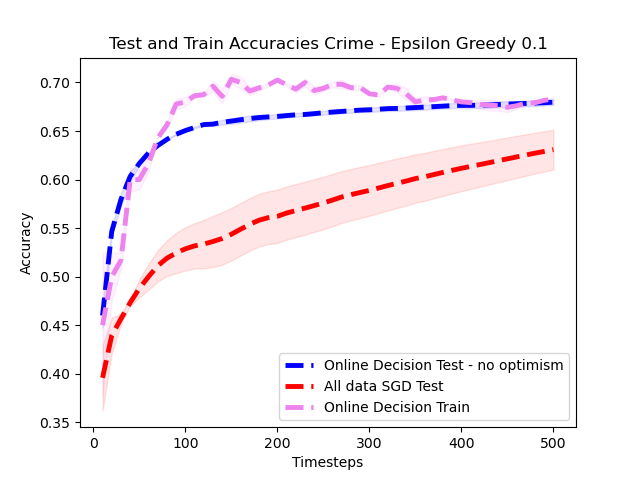 Test and Train Accuracies Crime - Epsilon Greedy 0.1
0.70
0.65
0.60
0.55
0.50
0.45
0.40
0.35
Accuracy
Online Decision Test - no optimism
All data SGD Test
Online Decision Train
0 100 200 300 400 500
Timesteps